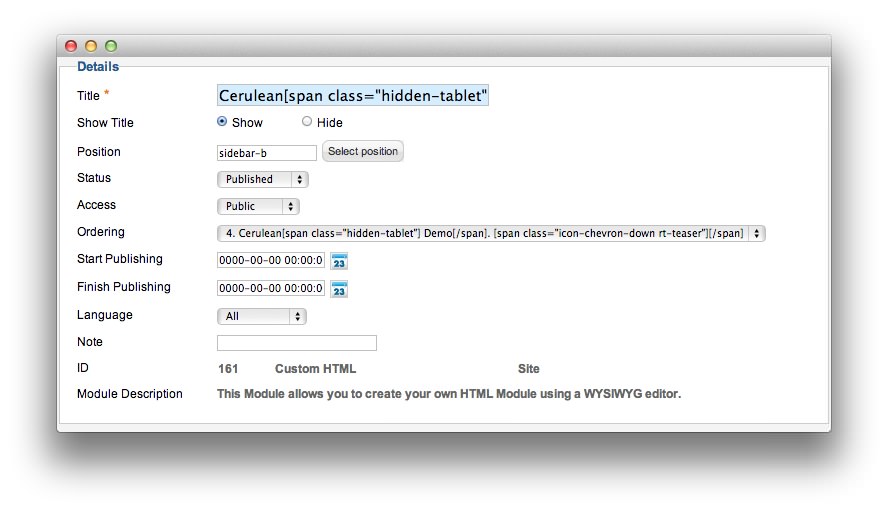 Details
Title * Cerulean[span class="hidden-tablet"
Show Title Show Hide
Position sidebar-b Select position
Status Published
Access Public
Ordering 4. Cerulean[span class="hidden-tablet"] Demo[/span]. [span class="icon-chevron-down rt-teaser"][/span]
Start Publishing 0000-00-00 00:00:0 23
Finish Publishing 0000-00-00 00:00:0 23
Language All
Note
ID 161 Custom HTML Site
Module Description This Module allows you to create your own HTML Module using a WYSIWYG editor.